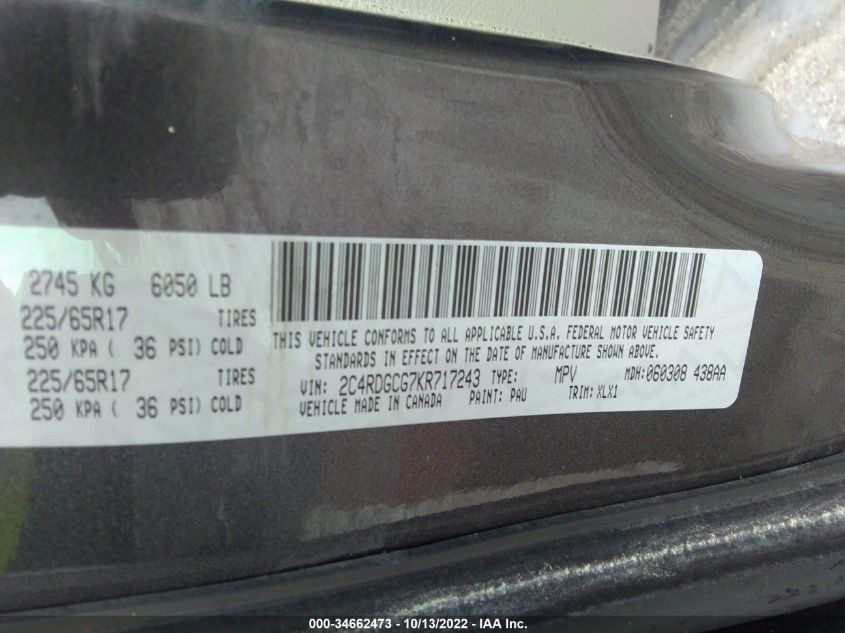 2745 KG 6050 LB
225/65R17 TIRES
250 KPA ( 36 PSI) COLD
225/65R17 TIRES
250 KPA ( 36 PSI) COLD
THIS VEHICLE CONFORMS TO ALL APPLICABLE U.S.A. FEDERAL MOTOR VEHICLE SAFETY
STANDARDS IN EFFECT ON THE DATE OF MANUFACTURE SHOWN ABOVE.
VIN: 2C4RDGCG7KR717243 TYPE: MPV MDH:060308 438AA
VEHICLE MADE IN CANADA PAINT: PAU TRIM: XLX1
000-34662473 — 10/13/2022 — IAA Inc.